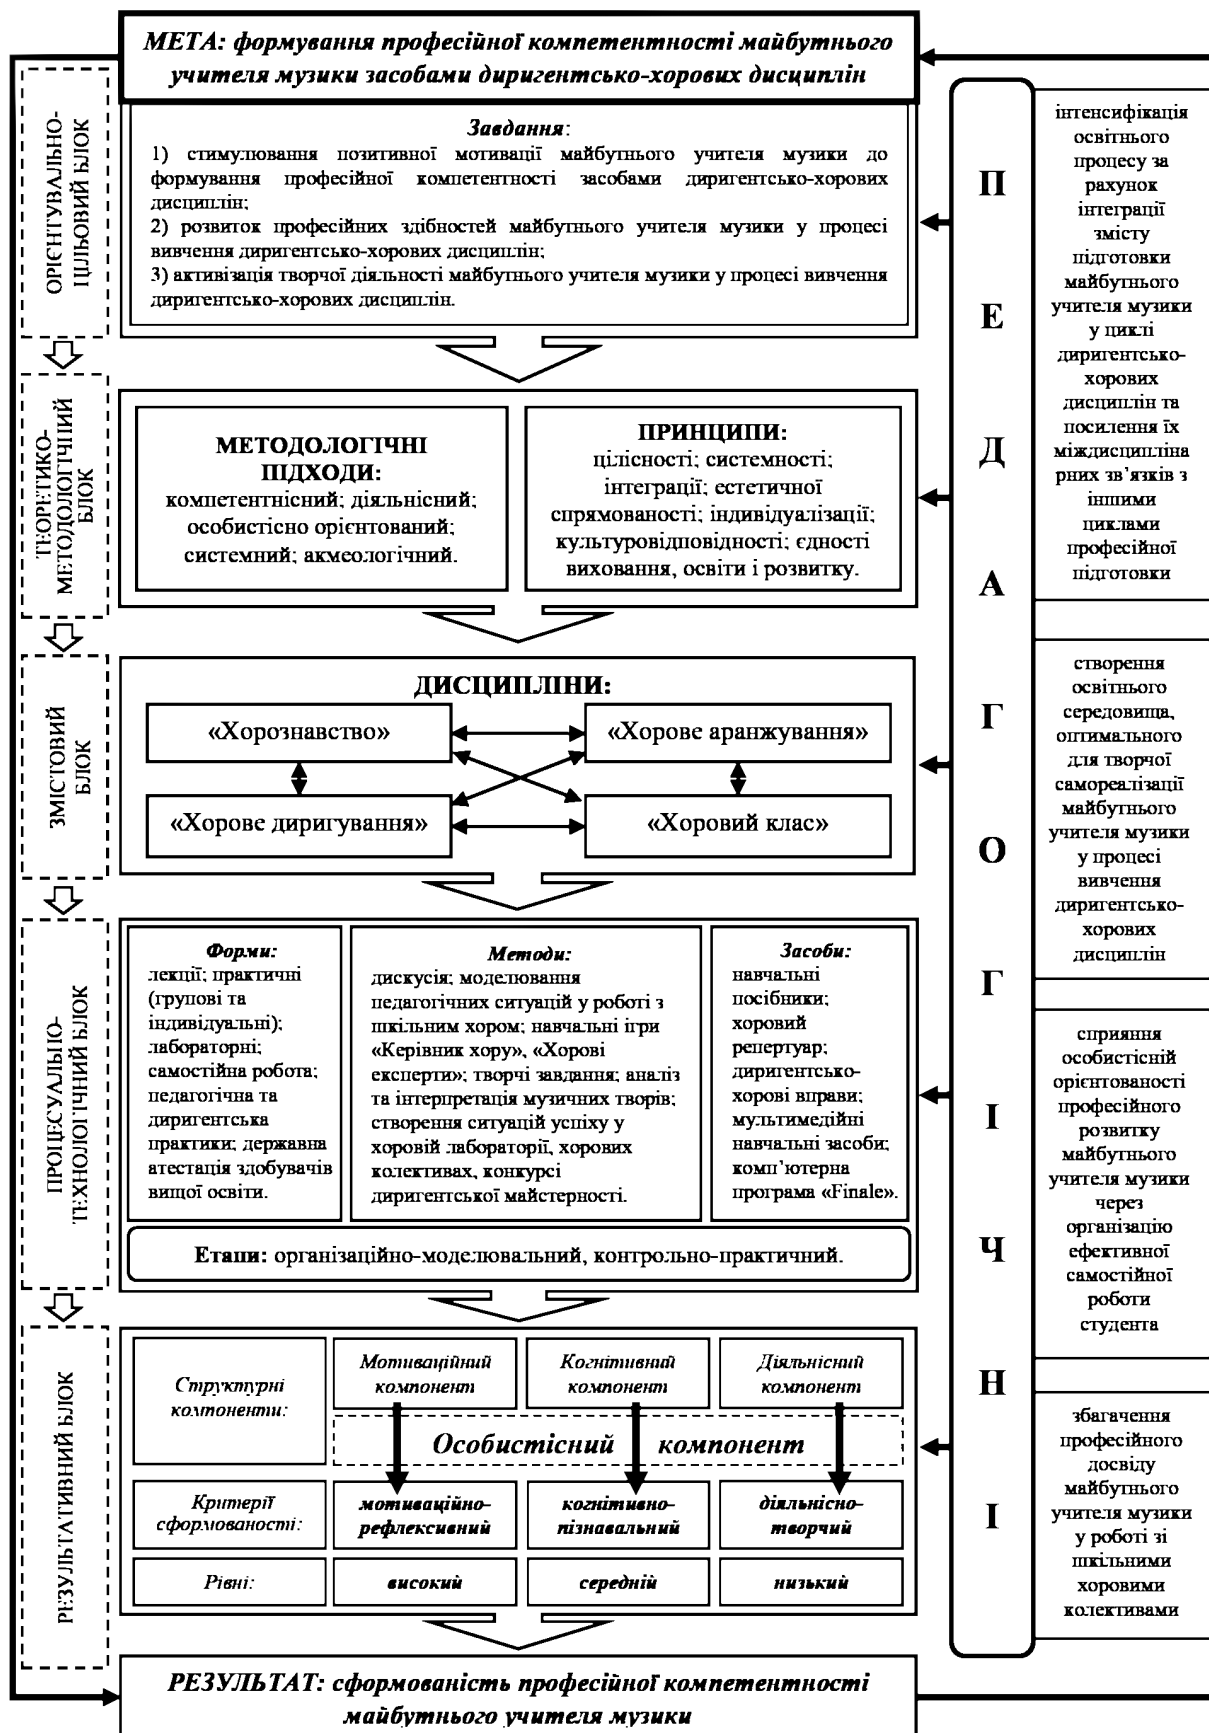 МЕТА: формування професійної компетентності майбутнього
учителя музики засобами диригентсько-хорових дисциплін
ОРІЄНТУВАЛЬНО-
ЦІЛЬОВИЙ БЛОК
Завдання:
1) стимулювання позитивної мотивації майбутнього учителя музики до
формування професійної компетентності засобами диригентсько-хорових
дисциплін;
2) розвиток професійних здібностей майбутнього учителя музики у процесі
вивчення диригентсько-хорових дисциплін;
3) активізація творчої діяльності майбутнього учителя музики у процесі вивчення
диригентсько-хорових дисциплін.
ТЕОРЕТИКО-
МЕТОДОЛОГІЧНИЙ
БЛОК
МЕТОДОЛОГІЧНІ
ПІДХОДИ:
компетентнісний; діяльнісний;
особистісно орієнтований;
системний; акмеологічний.
ПРИНЦИПИ:
цілісності; системності;
інтеграції; естетичної
спрямованості; індивідуалізації;
культуровідповідності; єдності
виховання, освіти і розвитку.
ЗМІСТОВИЙ
БЛОК
ДИСЦИПЛІНИ:
«Хорознавство»
«Хорове аранжування»
«Хорове диригування»
«Хоровий клас»
ПРОЦЕСУАЛЬНО-
ТЕХНОЛОГІЧНИЙ БЛОК
Форми:
лекції; практичні
(групові та
індивідуальні);
лабораторні;
самостійна робота;
педагогічна та
диригентська
практики; державна
атестація здобувачів
вищої освіти.
Методи:
дискусія; моделювання
педагогічних ситуацій у роботі з
шкільним хором; навчальні ігри
«Керівник хору», «Хорові
експерти»; творчі завдання; аналіз
та інтерпретація музичних творів;
створення ситуацій успіху у
хоровій лабораторії, хорових
колективах, конкурсі
диригентської майстерності.
Засоби:
навчальні
посібники;
хоровий
репертуар;
диригентсько-
хорові вправи;
мультимедійні
навчальні засоби;
комп’ютерна
програма «Finale».
Етапи: організаційно-моделювальний, контрольно-практичний.
РЕЗУЛЬТАТИВНИЙ БЛОК
Структурні
компоненти:
Мотиваційний
компонент
Когнітивний
компонент
Діяльнісний
компонент
Особистісний компонент
Критерії
сформованості:
мотиваційно-
рефлексивний
когнітивно-
пізнавальний
діяльнісно-
творчий
Рівні:
високий
середній
низький
РЕЗУЛЬТАТ: сформованість професійної компетентності
майбутнього учителя музики
П
Е
Д
А
Г
О
Г
І
Ч
Н
І
інтенсифікація
освітнього
процесу за
рахунок
інтеграції
змісту
підготовки
майбутнього
учителя музики
у циклі
диригентсько-
хорових
дисциплін та
посилення їх
міждисципліна
рних зв’язків з
іншими
циклами
професійної
підготовки
створення
освітнього
середовища,
оптимального
для творчої
самореалізації
майбутнього
учителя музики
у процесі
вивчення
диригентсько-
хорових
дисциплін
сприяння
особистісній
орієнтованості
професійного
розвитку
майбутнього
учителя музики
через
організацію
ефективної
самостійної
роботи
студента
збагачення
професійного
досвіду
майбутнього
учителя музики
у роботі зі
шкільними
хоровими
колективами